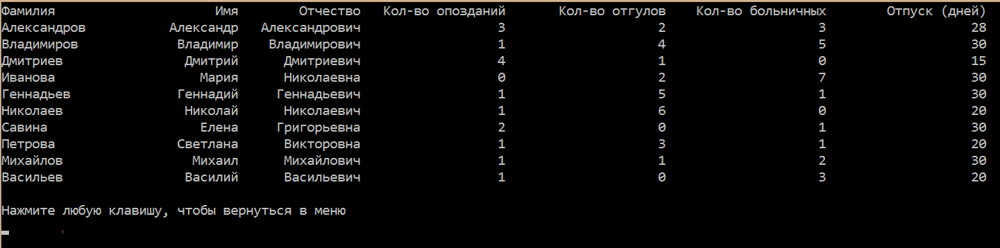 Фамилия Имя Отчество Кол-во опозданий Кол-во отгулов Кол-во больничных Отпуск (дней)
Александров Александр Александрович 3 2 3 28
Владимиров Владимир Владимирович 1 4 5 30
Дмитриев Дмитрий Дмитриевич 4 1 0 15
Иванова Мария Николаевна 0 2 7 30
Геннадьев Геннадий Геннадьевич 1 5 1 30
Николаев Николай Николаевич 1 6 0 20
Савина Елена Григорьевна 2 0 1 30
Петрова Светлана Викторовна 1 3 1 20
Михайлов Михаил Михайлович 1 1 2 30
Васильев Василий Васильевич 1 0 3 20
Нажмите любую клавишу, чтобы вернуться в меню